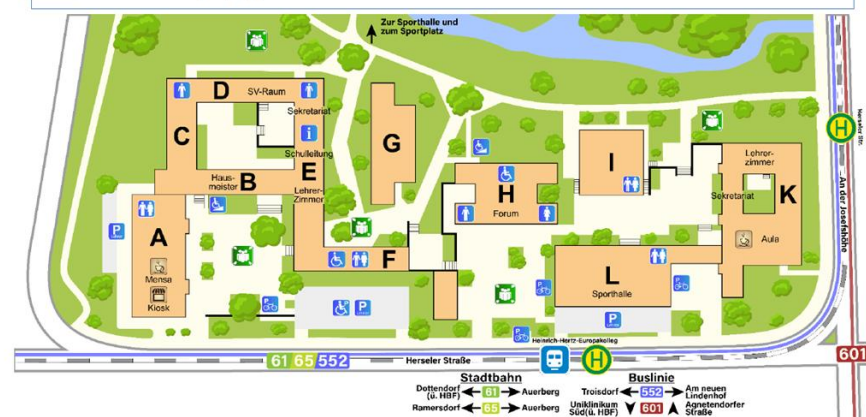 Zur Sporthalle und
zum Sportplatz
D
SV-Raum
Sekretariat
C
i
G
Schulleitung
E
Haus-
meister
B
Lehrer-
Zimmer
A
P
Mensa
Kiosk
F
P
P
P
P
H
Forum
I
Lehrer-
zimmer
Sekretariat
K
Aula
L
Sporthalle
P
P
P
P
H
Herseler Str.
An der Josefshöhe
Heinrich-Hertz-Europakolleg
H
61 65 552
Herseler Straße
601
Stadtbahn
Dottendorf
(ü. HBF)
61
Auerberg
Ramersdorf
65
Auerberg
Buslinie
Troisdorf
552
Am neuen
Lindenhof
Uniklinikum
Süd(ü. HBF)
601
Agnetendorfer
Straße